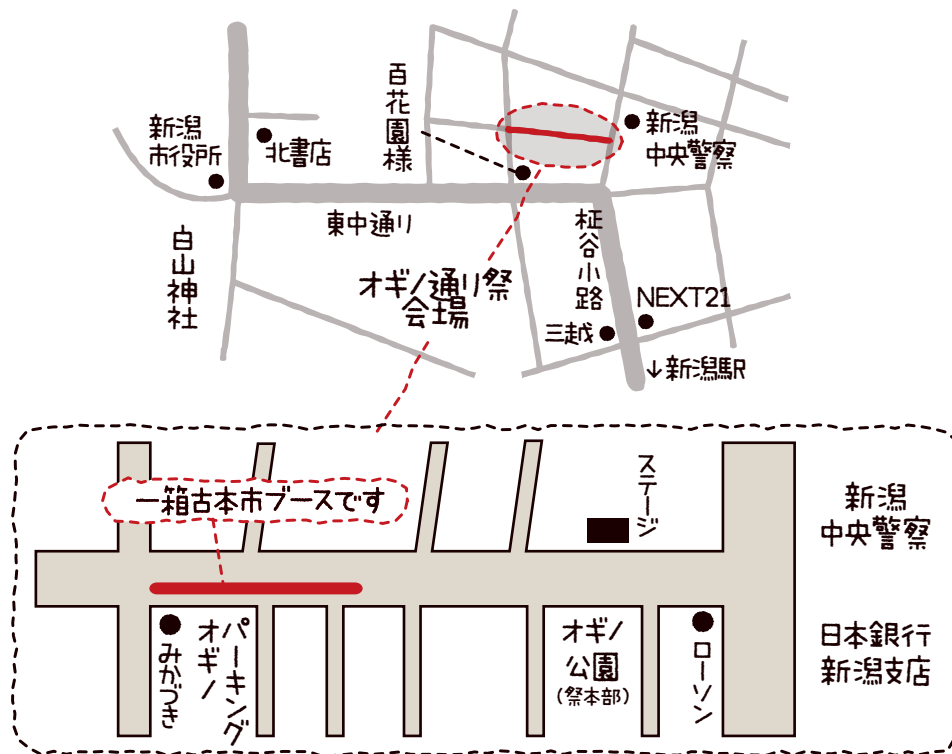 百花園様
新潟
市役所
北書店
新潟
中央警察
東中通り
白山神社
柾谷小路
オギノ通り祭
会場
NEXT21
三越
↓新潟駅
一箱古本市ブースです
ステージ
新潟
中央警察
みかづき
パーキング
オギノ
オギノ
公園
(祭本部)
ローソン
日本銀行
新潟支店